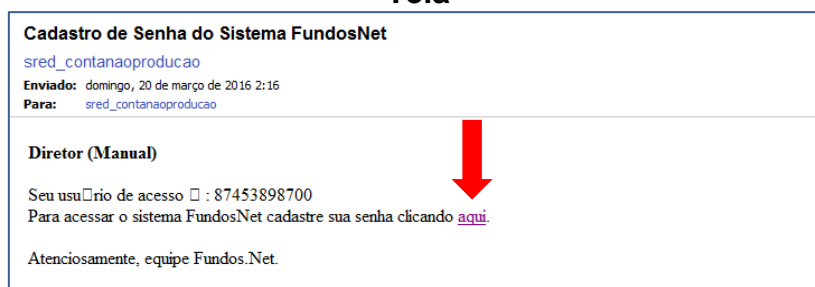 Cadastro de Senha do Sistema FundosNet
sred_contanaoproducao
Enviado: domingo, 20 de março de 2016 2:16
Para: sred_contanaoproducao
Diretor (Manual)
Seu usu□rio de acesso □ : 87453898700
Para acessar o sistema FundosNet cadastre sua senha clicando aqui.
Atenciosamente, equipe Fundos.Net.